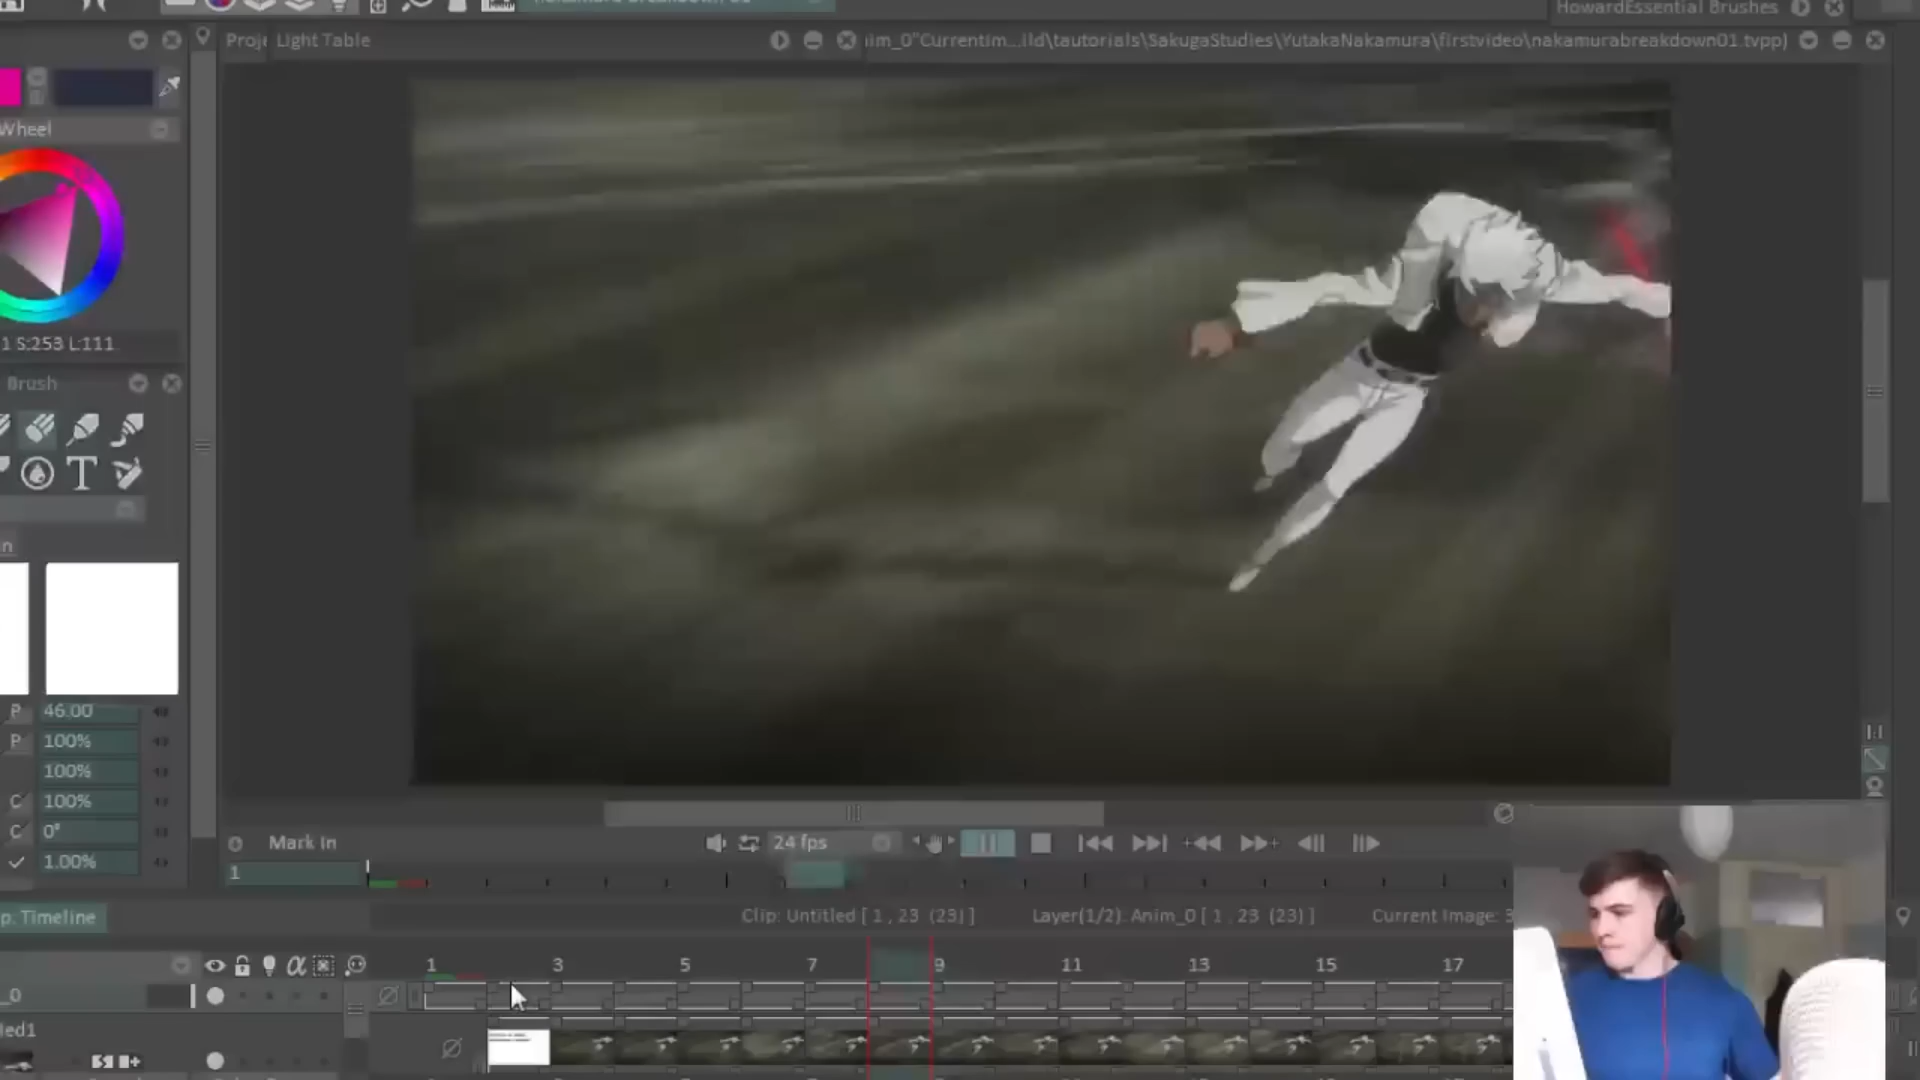 HowardEssential Brushes
Proje Light Table
im_0"Currentim...ild\tautorials\SakugaStudies\YutakaNakamura\firstvideo\nakamurabreakdown01.tvpp)
Wheel
1 S:253 L:111
Brush
T
n
P 46.00
P 100%
100%
C 100%
C 0°
1.00%
Mark In
24 fps
1
p: Timeline
Clip: Untitled [ 1 , 23 (23) ]
Layer(1/2): Anim_0 [ 1 , 23 (23) ]
Current Image: 3
1 3 5 7 9 11 13 15 17
_0
led1